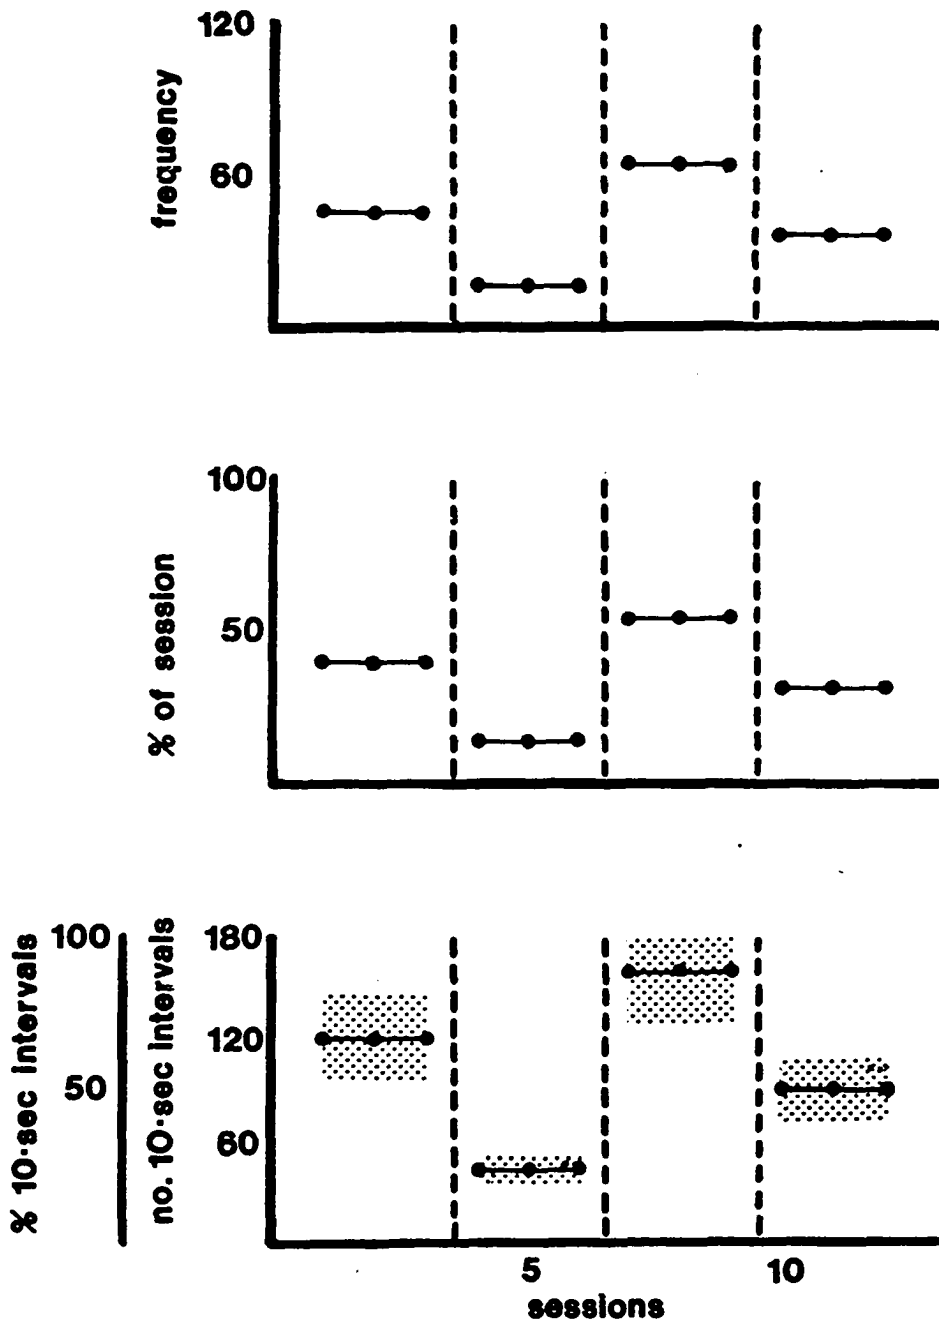 120
frequency
60
100
% of session
50
% 10-sec intervals
100
50
no. 10-sec intervals
180
120
60
5
10
sessions